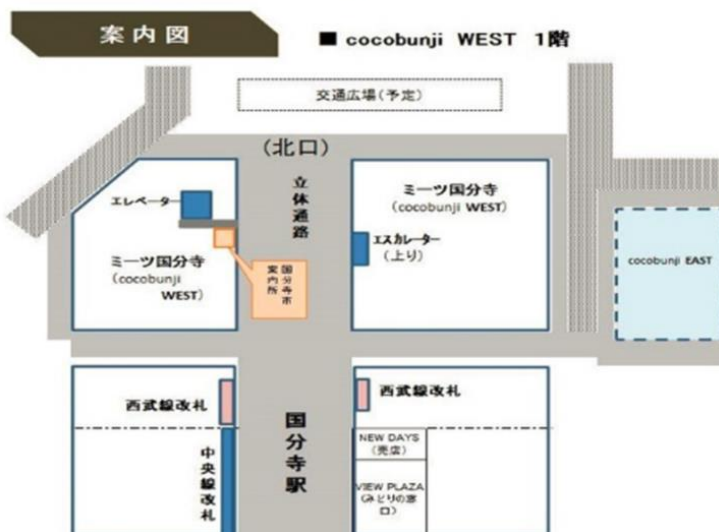 案内図
■ cocobunji WEST 1階
交通広場(予定)
(北口)
立体通路
エレベーター
ミーツ国分寺
(cocobunji
WEST)
国分寺市
案内所
ミーツ国分寺
(cocobunji WEST)
エスカレーター
(上り)
cocobunji EAST
西武線改札
中央線改札
国分寺駅
西武線改札
NEW DAYS
(売店)
VIEW PLAZA
(みどりの窓
口)